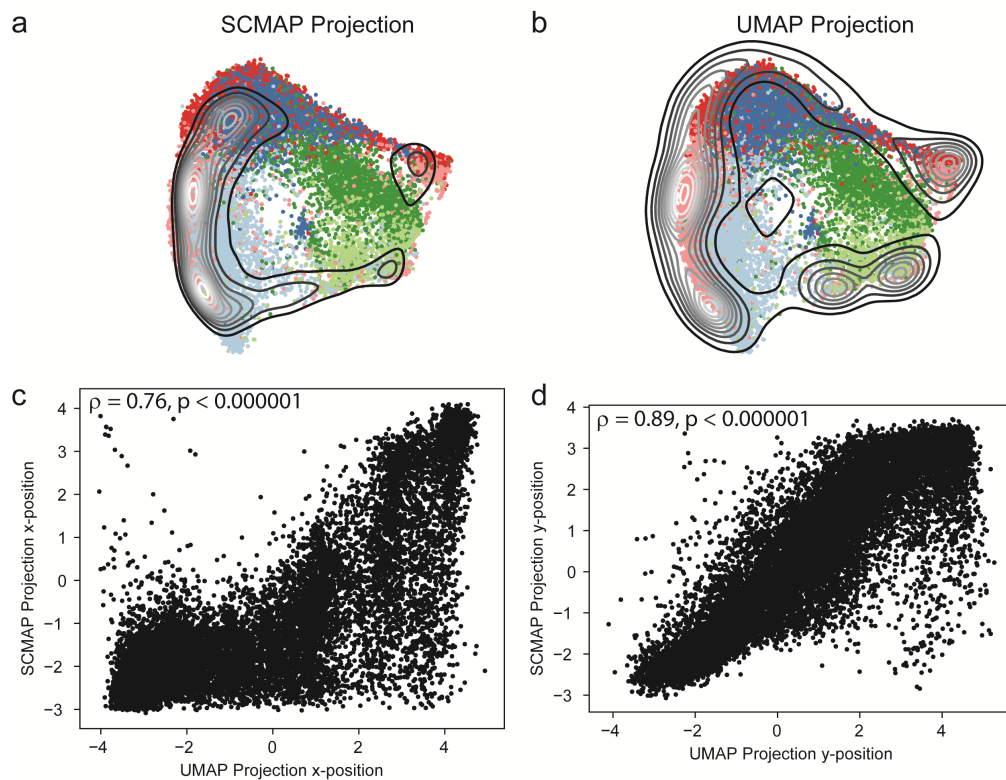 a SCMAP Projection
b UMAP Projection
c
ρ = 0.76, p < 0.000001
4
3
2
1
0
−1
−2
−3
SCMAP Projection x-position
−4 −2 0 2 4
UMAP Projection x-position
d
ρ = 0.89, p < 0.000001
4
3
2
1
0
−1
−2
−3
SCMAP Projection y-position
−4 −2 0 2 4
UMAP Projection y-position